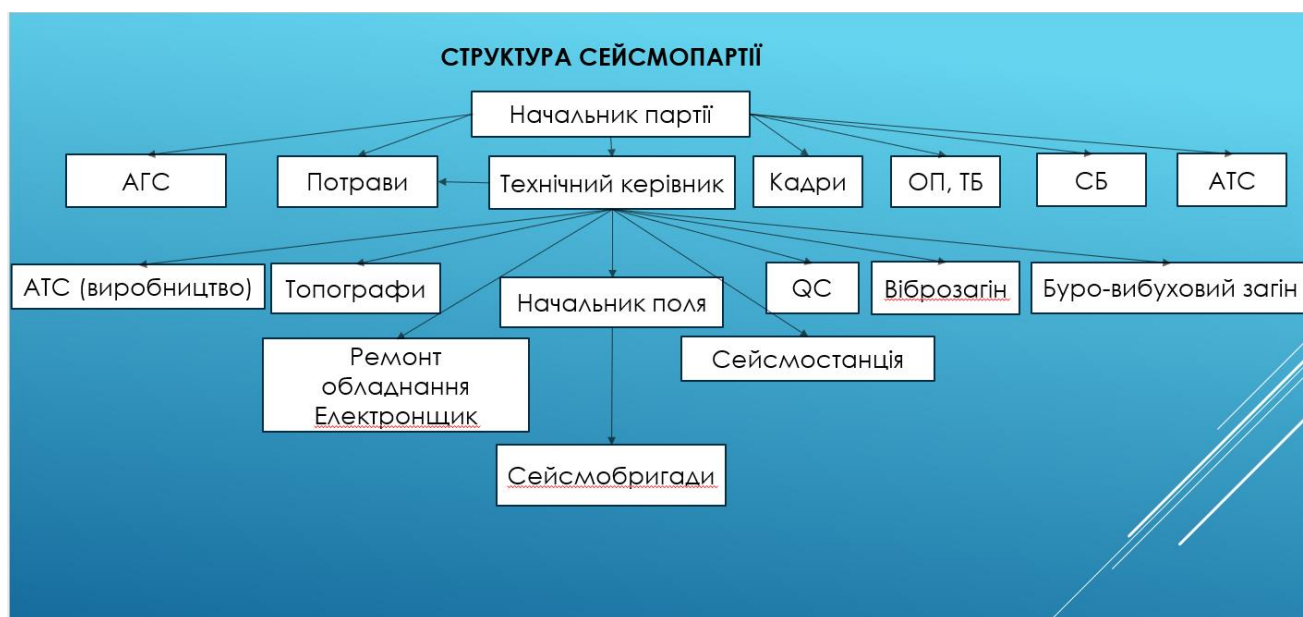 СТРУКТУРА СЕЙСМОПАРТІЇ
Начальник партії
АГС
Потрави
Технічний керівник
Кадри
ОП, ТБ
СБ
АТС
АТС (виробництво)
Топографи
Начальник поля
QC
Віброзагін
Буро-вибуховий загін
Ремонт
обладнання
Електронщик
Сейсмостанція
Сейсмобригади